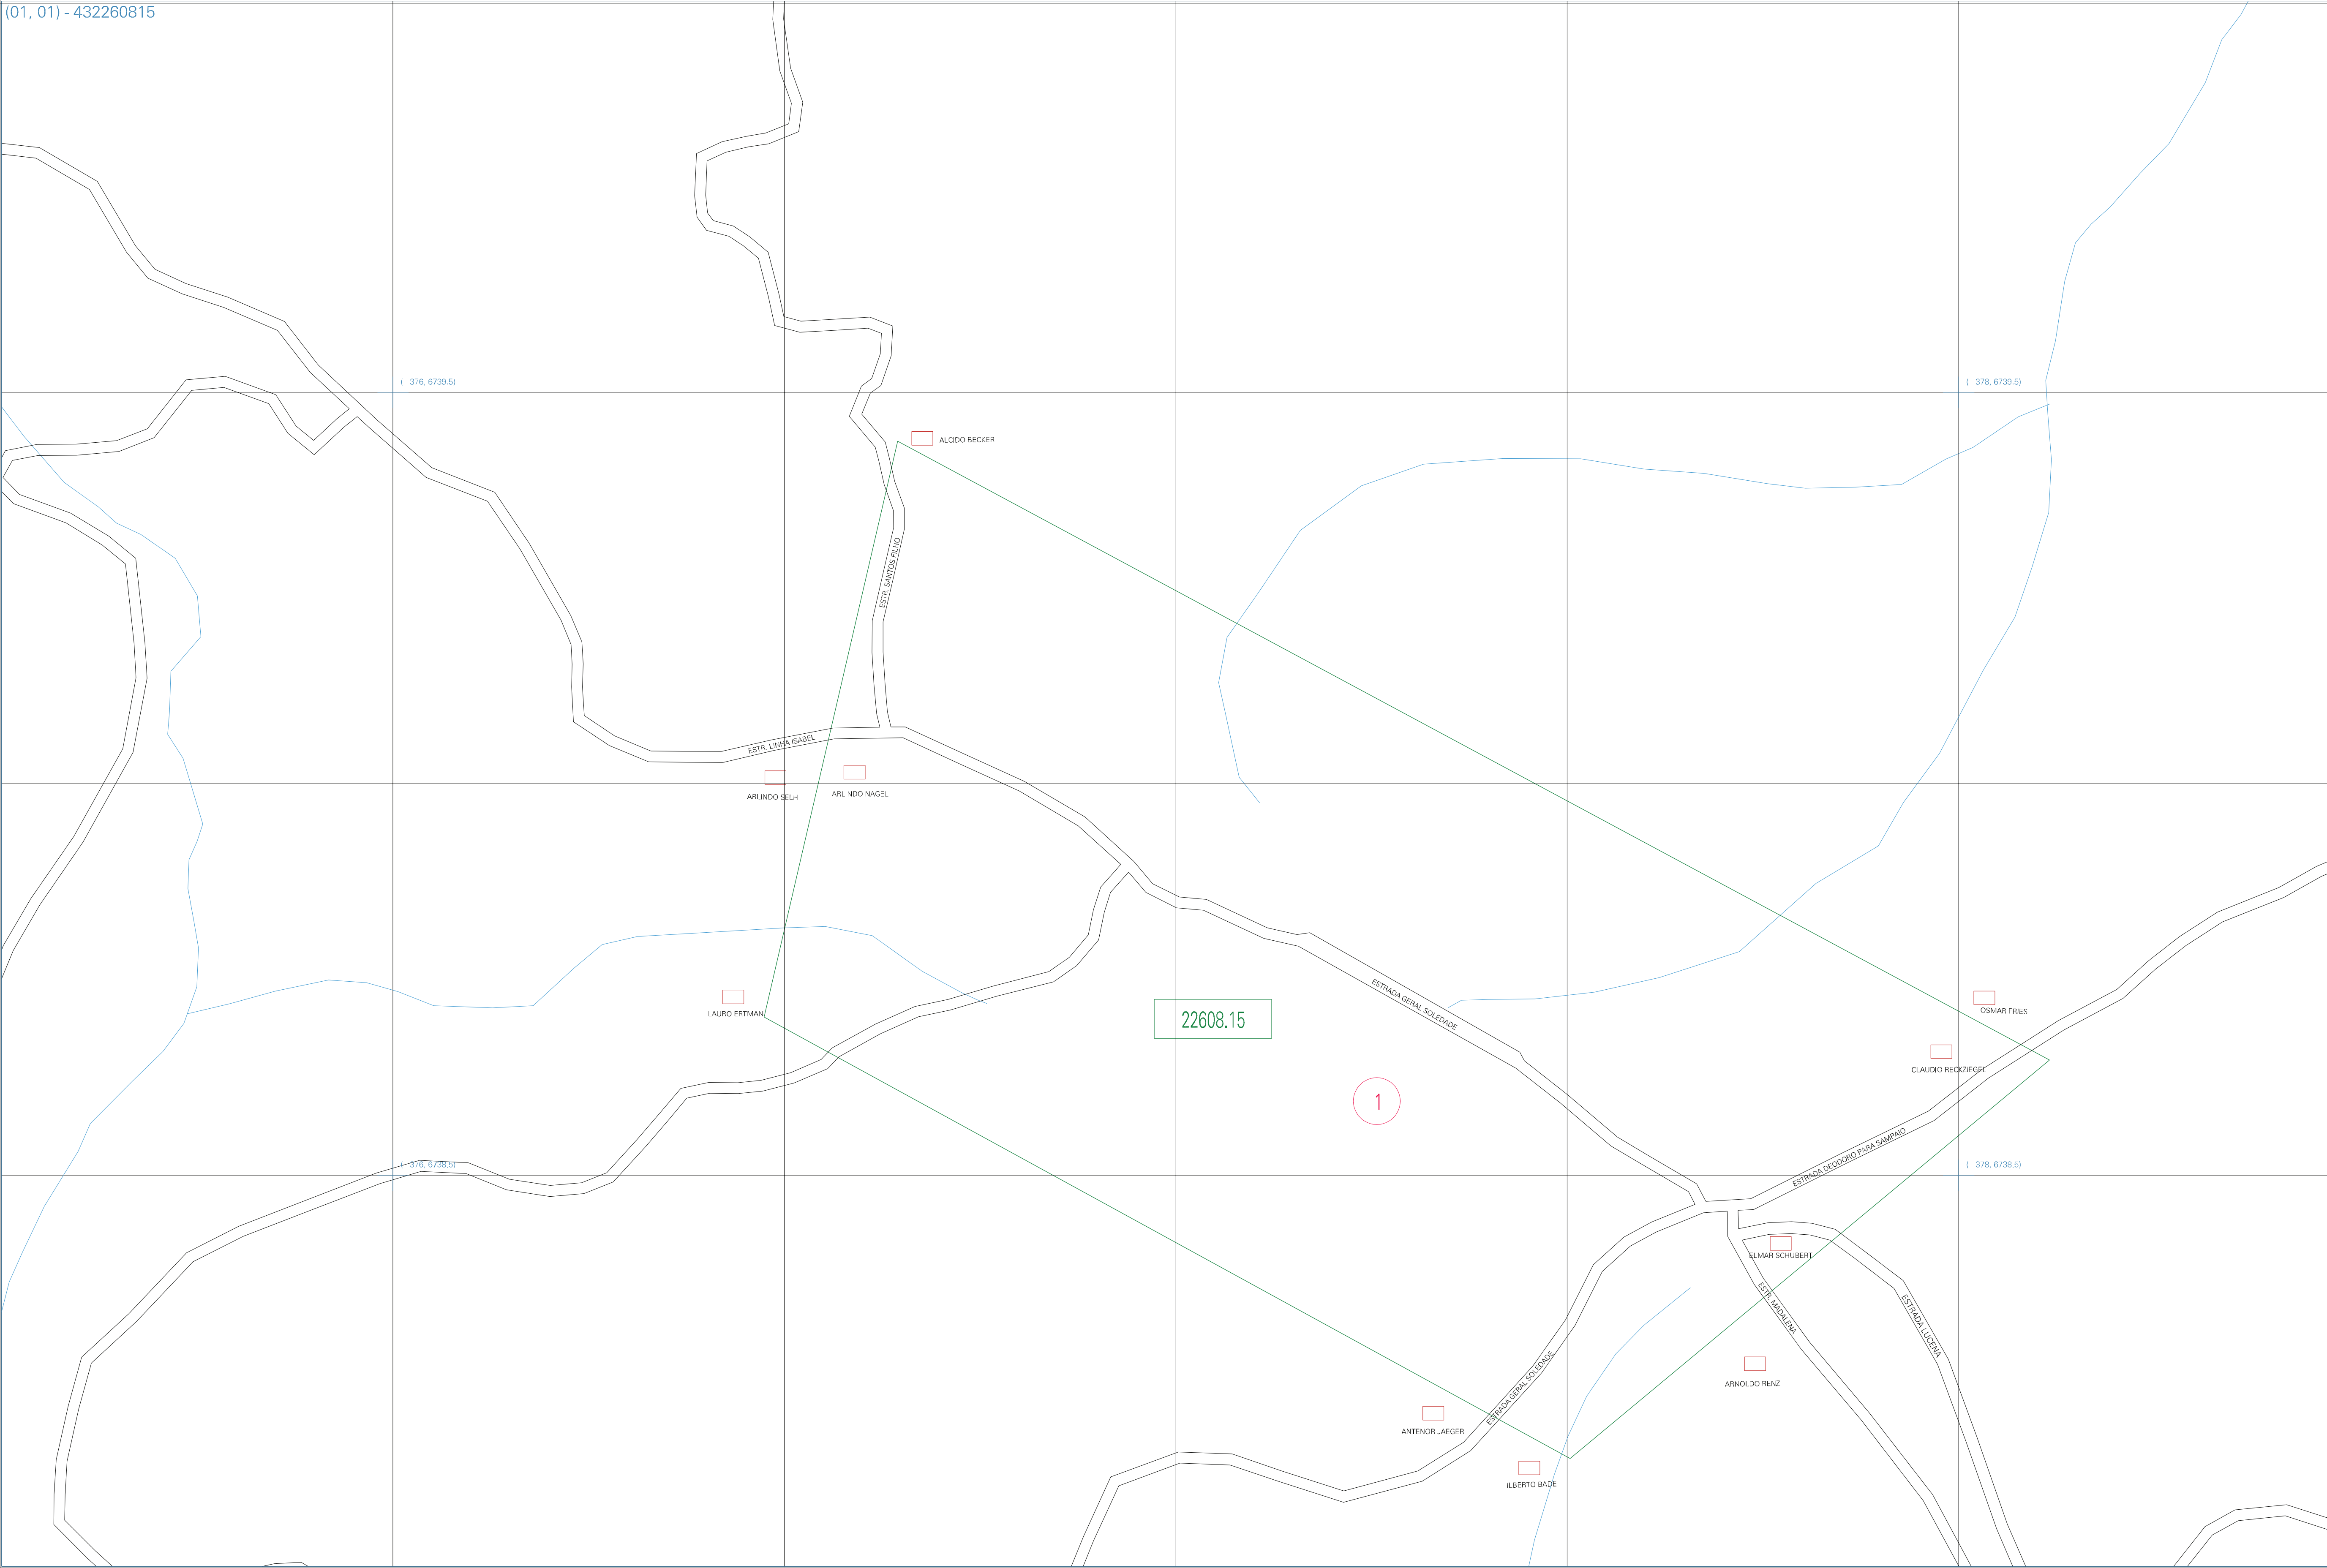 (01, 01) - 432260815
( 376, 6739.5)
( 378, 6739.5)
ALCIDO BECKER
ESTR. SANTOS FILHO
ESTR. LINHA ISABEL
ARLINDO SELH
ARLINDO NAGEL
ESTRADA GERAL SOLEDADE
LAURO ERTMAN
22608.15
OSMAR FRIES
CLAUDIO RECKZIEGEL
1
ESTRADA DEODORO PARA SAMPAIO
( 376, 6738.5)
( 378, 6738.5)
ELMAR SCHUBERT
ESTR. MADALENA
ESTRADA LUCENA
ESTRADA GERAL SOLEDADE
ARNOLDO RENZ
ANTENOR JAEGER
ILBERTO BADE